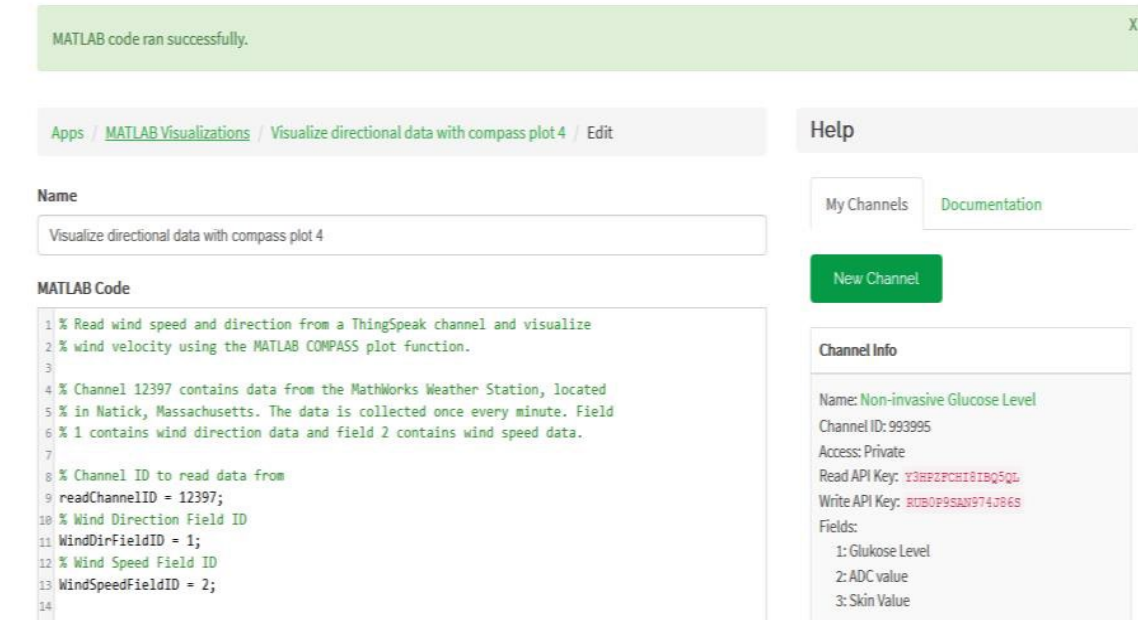 MATLAB code ran successfully.
X
Apps / MATLAB Visualizations / Visualize directional data with compass plot 4 / Edit
Name
Visualize directional data with compass plot 4
MATLAB Code
1 % Read wind speed and direction from a ThingSpeak channel and visualize
2 % wind velocity using the MATLAB COMPASS plot function.
3
4 % Channel 12397 contains data from the MathWorks Weather Station, located
5 % in Natick, Massachusetts. The data is collected once every minute. Field
6 % 1 contains wind direction data and field 2 contains wind speed data.
7
8 % Channel ID to read data from
9 readChannelID = 12397;
10 % Wind Direction Field ID
11 WindDirFieldID = 1;
12 % Wind Speed Field ID
13 WindSpeedFieldID = 2;
14
Help
My Channels Documentation
New Channel
Channel Info
Name: Non-invasive Glucose Level
Channel ID: 993995
Access: Private
Read API Key:
Write API Key:
Fields:
1: Glukose Level
2: ADC value
3: Skin Value